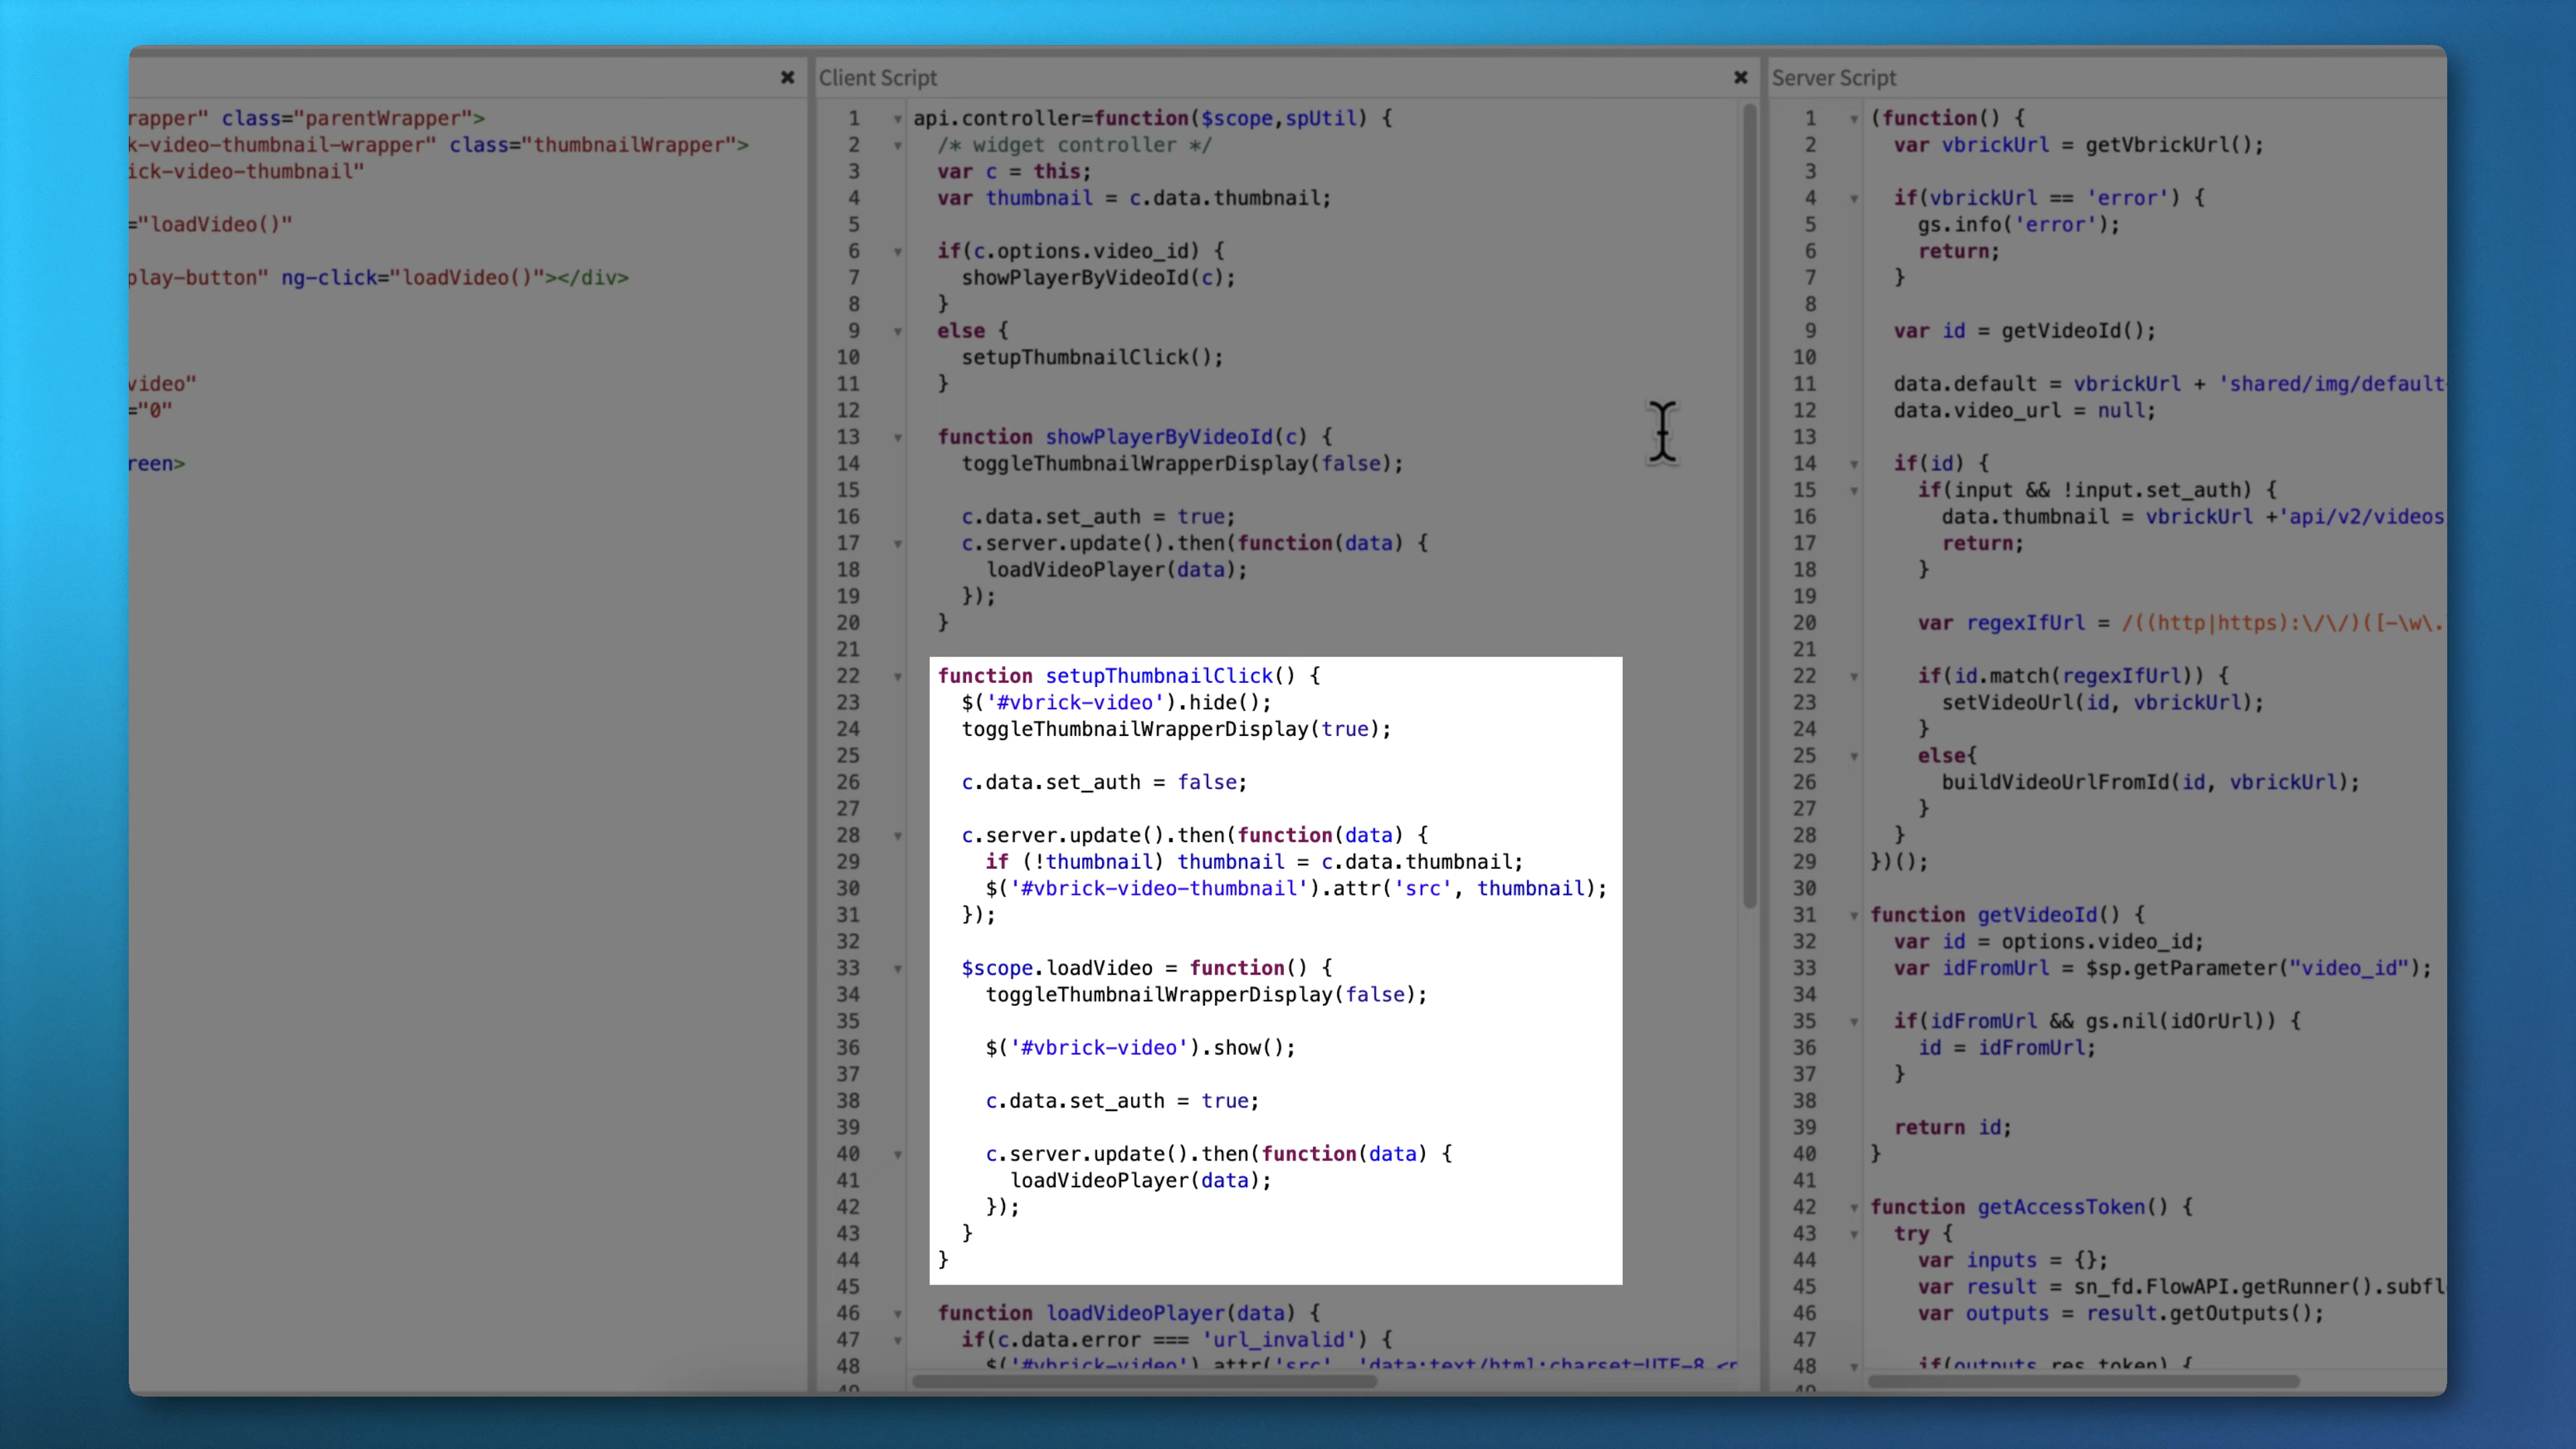 rapper" class="parentWrapper">
k-video-thumbnail-wrapper" class="thumbnailWrapper">
ick-video-thumbnail"
="loadVideo()"
play-button" ng-click="loadVideo()"></div>
video"
="0"
reen>
Client Script
1 api.controller=function($scope,spUtil) {
2 /* widget controller */
3 var c = this;
4 var thumbnail = c.data.thumbnail;
5
6 if(c.options.video_id) {
7 showPlayerByVideoId(c);
8 }
9 else {
10 setupThumbnailClick();
11 }
12
13 function showPlayerByVideoId(c) {
14 toggleThumbnailWrapperDisplay(false);
15
16 c.data.set_auth = true;
17 c.server.update().then(function(data) {
18 loadVideoPlayer(data);
19 });
20 }
21
22 function setupThumbnailClick() {
23 $('#vbrick-video').hide();
24 toggleThumbnailWrapperDisplay(true);
25
26 c.data.set_auth = false;
27
28 c.server.update().then(function(data) {
29 if (!thumbnail) thumbnail = c.data.thumbnail;
30 $('#vbrick-video-thumbnail').attr('src', thumbnail);
31 });
32
33 $scope.loadVideo = function() {
34 toggleThumbnailWrapperDisplay(false);
35
36 $('#vbrick-video').show();
37
38 c.data.set_auth = true;
39
40 c.server.update().then(function(data) {
41 loadVideoPlayer(data);
42 });
43 }
44 }
45
46 function loadVideoPlayer(data) {
47 if(c.data.error === 'url_invalid') {
48 $('#vbrick-video').attr('src', 'data:text/html;charset=UTF-8,<
49
Server Script
1 (function() {
2 var vbrickUrl = getVbrickUrl();
3
4 if(vbrickUrl == 'error') {
5 gs.info('error');
6 return;
7 }
8
9 var id = getVideoId();
10
11 data.default = vbrickUrl + 'shared/img/default
12 data.video_url = null;
13
14 if(id) {
15 if(input && !input.set_auth) {
16 data.thumbnail = vbrickUrl +'api/v2/videos
17 return;
18 }
19
20 var regexIfUrl = /((http|https):\/\/)([-\w\.
21
22 if(id.match(regexIfUrl)) {
23 setVideoUrl(id, vbrickUrl);
24 }
25 else{
26 buildVideoUrlFromId(id, vbrickUrl);
27 }
28 }
29 })();
30
31 function getVideoId() {
32 var id = options.video_id;
33 var idFromUrl = $sp.getParameter("video_id");
34
35 if(idFromUrl && gs.nil(idOrUrl)) {
36 id = idFromUrl;
37 }
38
39 return id;
40 }
41
42 function getAccessToken() {
43 try {
44 var inputs = {};
45 var result = sn_fd.FlowAPI.getRunner().subfl
46 var outputs = result.getOutputs();
47
48 if(outputs.res_token) {
49